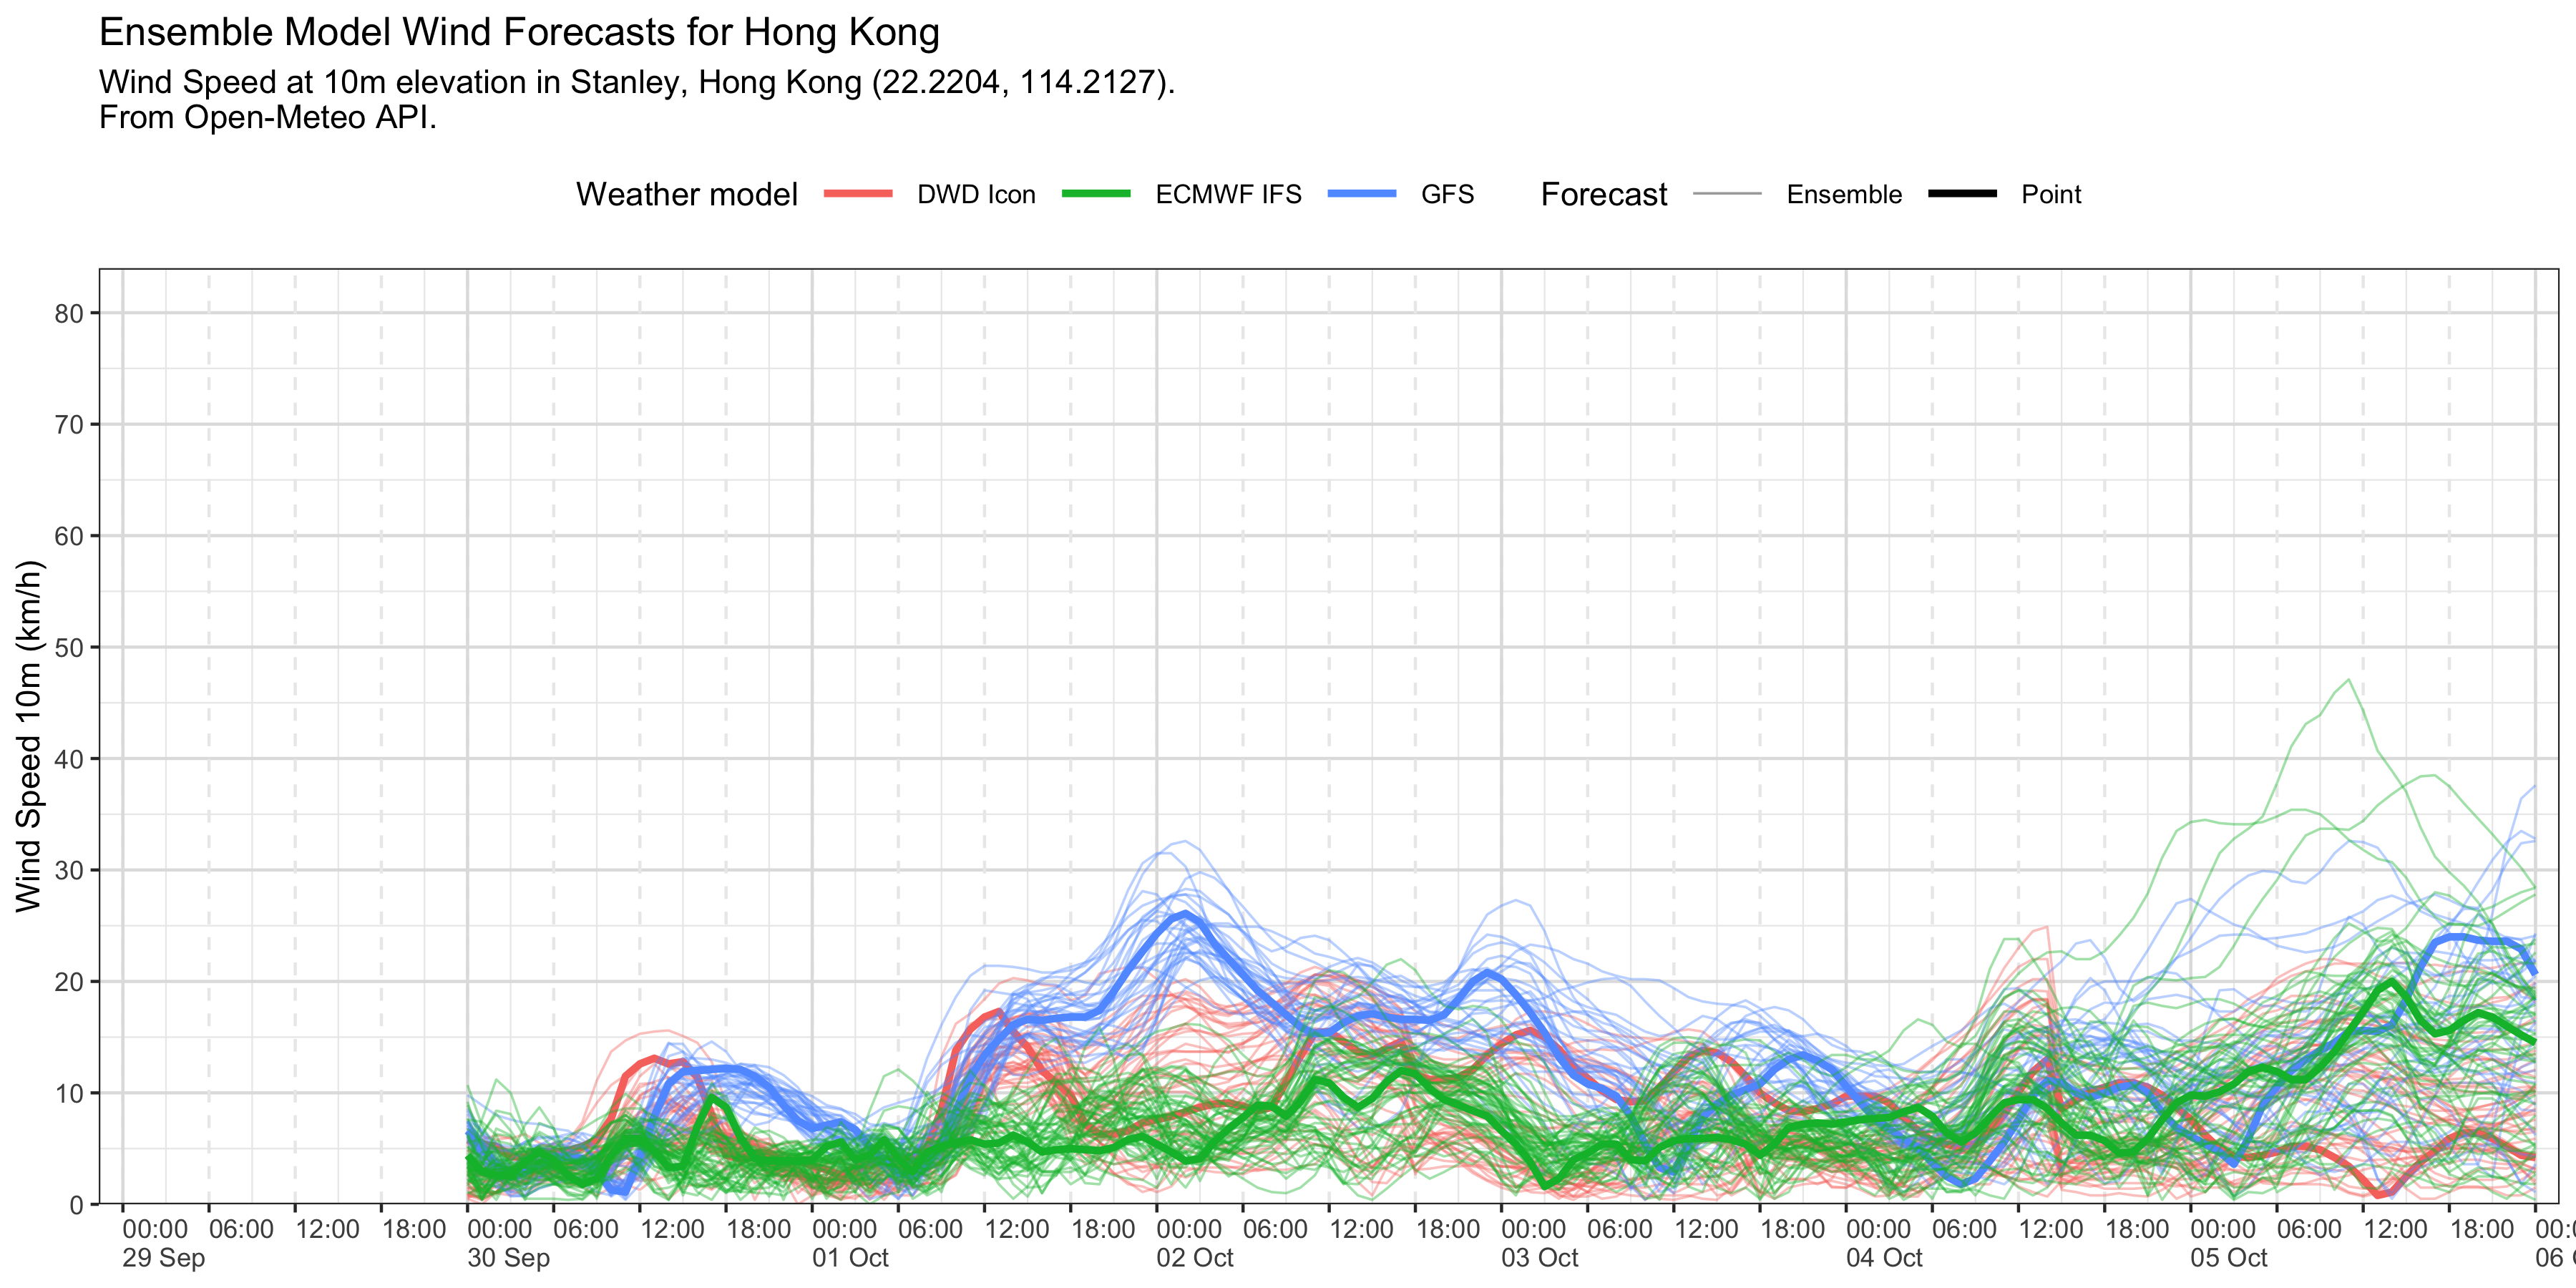 Ensemble Model Wind Forecasts for Hong Kong
Wind Speed at 10m elevation in Stanley, Hong Kong (22.2204, 114.2127).
From Open-Meteo API.
Weather model DWD Icon ECMWF IFS GFS Forecast Ensemble Point
Wind Speed 10m (km/h)
80
70
60
50
40
30
20
10
0
00:00 06:00 12:00 18:00 00:00 06:00 12:00 18:00 00:00 06:00 12:00 18:00 00:00 06:00 12:00 18:00 00:00 06:00 12:00 18:00 00:00 06:00 12:00 18:00 00:00 06:00 12:00 18:00
29 Sep 30 Sep 01 Oct 02 Oct 03 Oct 04 Oct 05 Oct 06